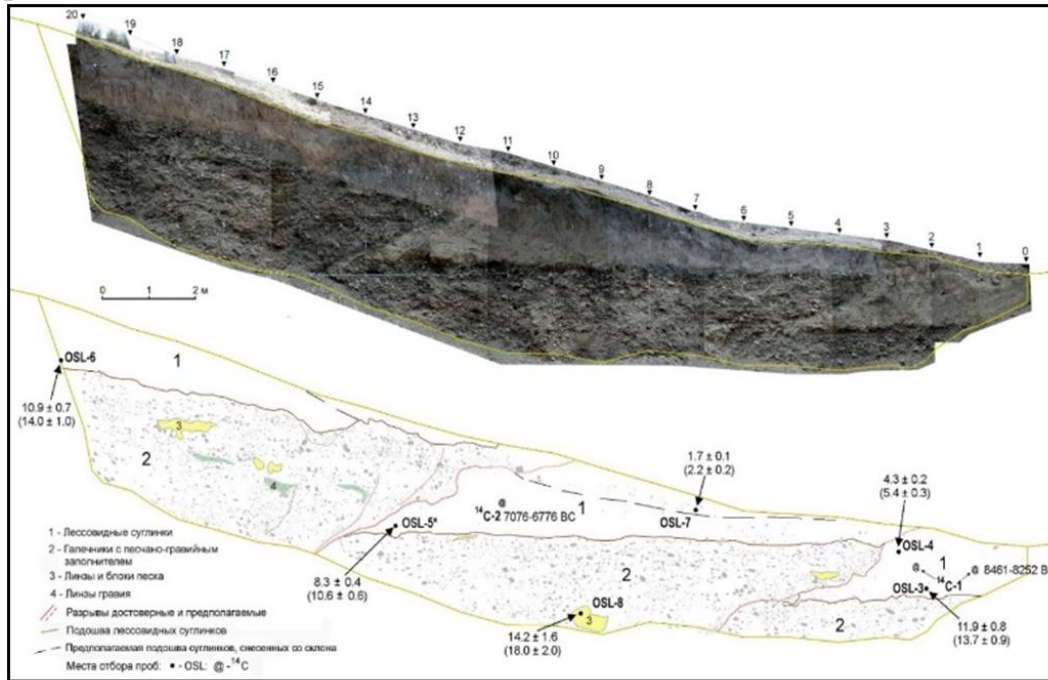 20
19
18
17
16
15
14
13
12
11
10
9
8
7
6
5
4
3
2
1
0
0 1 2 м
OSL-6
1
10.9 ± 0.7
(14.0 ± 1.0)
3
2
4
1.7 ± 0.1
(2.2 ± 0.2)
4.3 ± 0.2
(5.4 ± 0.3)
@
¹⁴C-2 7076-6776 BC
1
OSL-7
OSL-5*
OSL-4
1
@ @ 8461-8252 B
¹⁴C-1
OSL-3
8.3 ± 0.4
(10.6 ± 0.6)
2
OSL-8
3
2
14.2 ± 1.6
(18.0 ± 2.0)
11.9 ± 0.8
(13.7 ± 0.9)
1 - Лессовидные суглинки
2 - Галечники с песчано-гравийным
заполнителем
3 - Линзы и блоки песка
4 - Линзы гравия
Разрывы достоверные и предполагаемые
Подошва лессовидных суглинков
Предполагаемая подошва суглинков, смесенных со склона
Места отбора проб: • - OSL: @ - ¹⁴C